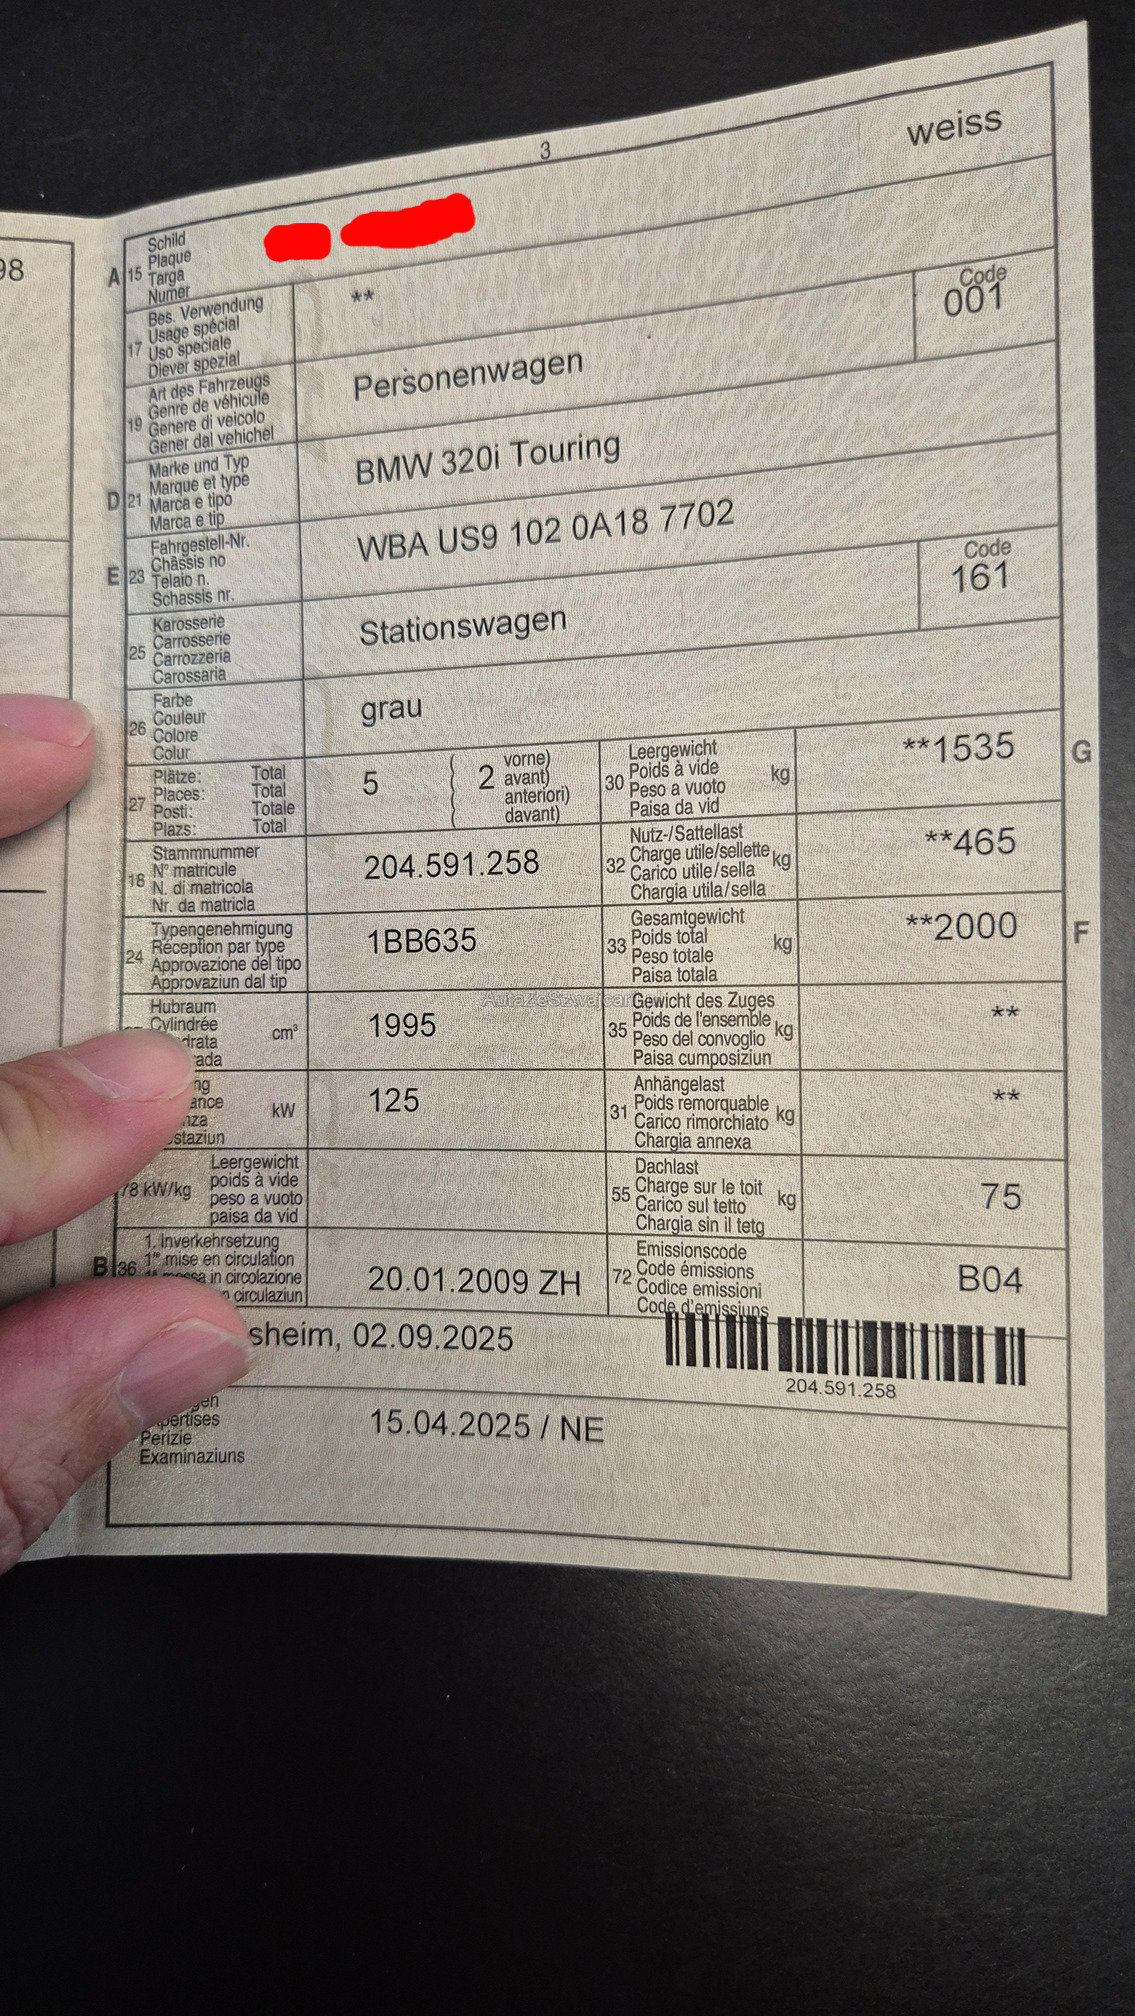 3
weiss
A 15 Schild
Plaque
Targa
Numer
17 Bes. Verwendung
Usage spécial
Uso speciale
Diever spezial
**
19 Art des Fahrzeugs
Genre de véhicule
Genere di veicolo
Gener dal vehichel
Personenwagen
Code
001
D 21 Marke und Typ
Marque et type
Marca e tipo
Marca e tip
BMW 320i Touring
E 23 Fahrgestell-Nr.
Châssis no
Telaio n.
Schassis nr.
WBA US9 102 0A18 7702
25 Karosserie
Carrosserie
Carrozzeria
Carossaria
Stationswagen
Code
161
26 Farbe
Couleur
Colore
Colur
grau
27 Plätze: Total
Places: Total
Posti: Totale
Plazs: Total
5 ( 2 vorne)
avant)
anteriori)
davant)
30 Leergewicht
Poids à vide
Peso a vuoto
Paisa da vid
kg
**1535
G
18 Stammnummer
N° matricule
N. di matricola
Nr. da matricla
204.591.258
32 Nutz-/Sattellast
Charge utile/sellette
Carico utile/sella
Chargia utila/sella
kg
**465
24 Typengenehmigung
Réception par type
Approvazione del tipo
Approvaziun dal tip
1BB635
33 Gesamtgewicht
Poids total
Peso totale
Paisa totala
kg
**2000
F
Hubraum
Cylindrée
drata
ada
cm³
1995
35 Gewicht des Zuges
Poids de l'ensemble
Peso del convoglio
Paisa cumposiziun
kg
**
ng
ance
nza
staziun
kW
125
31 Anhängelast
Poids remorquable
Carico rimorchiato
Chargia annexa
kg
**
78 kW/kg
Leergewicht
poids à vide
peso a vuoto
paisa da vid
55 Dachlast
Charge sur le toit
Carico sul tetto
Chargia sin il tetg
kg
75
B 36 1. Inverkehrsetzung
1re mise en circulation
in circolazione
circulaziun
20.01.2009 ZH
72 Emissionscode
Code émissions
Codice emissioni
Code d'emissiuns
B04
sheim, 02.09.2025
204.591.258
gen
pertises
Perizie
Examinaziuns
15.04.2025 / NE
98